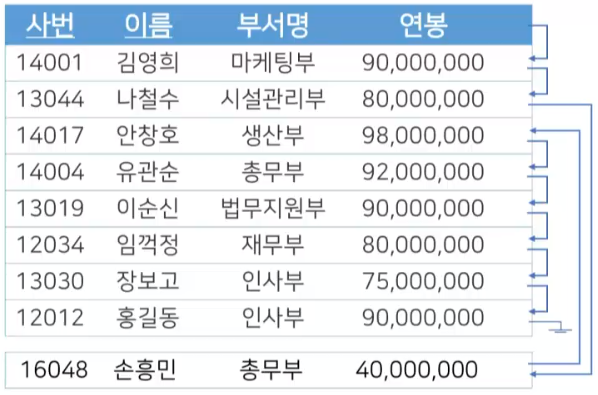 사번 이름 부서명 연봉
14001 김영희 마케팅부 90,000,000
13044 나철수 시설관리부 80,000,000
14017 안창호 생산부 98,000,000
14004 유관순 총무부 92,000,000
13019 이순신 법무지원부 90,000,000
12034 임꺽정 재무부 80,000,000
13030 장보고 인사부 75,000,000
12012 홍길동 인사부 90,000,000
16048 손흥민 총무부 40,000,000